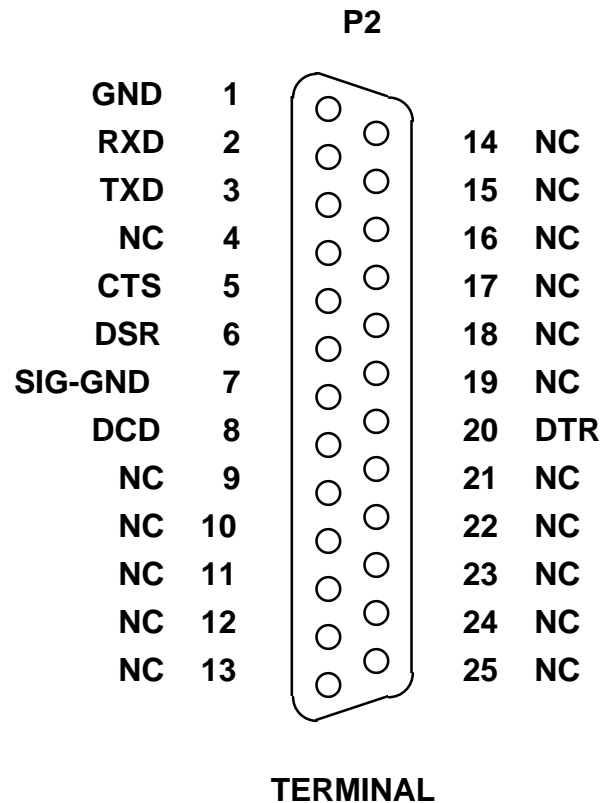 P2
GND 1
RXD 2 14 NC
TXD 3 15 NC
NC 4 16 NC
CTS 5 17 NC
DSR 6 18 NC
SIG-GND 7 19 NC
DCD 8 20 DTR
NC 9 21 NC
NC 10 22 NC
NC 11 23 NC
NC 12 24 NC
NC 13 25 NC
TERMINAL